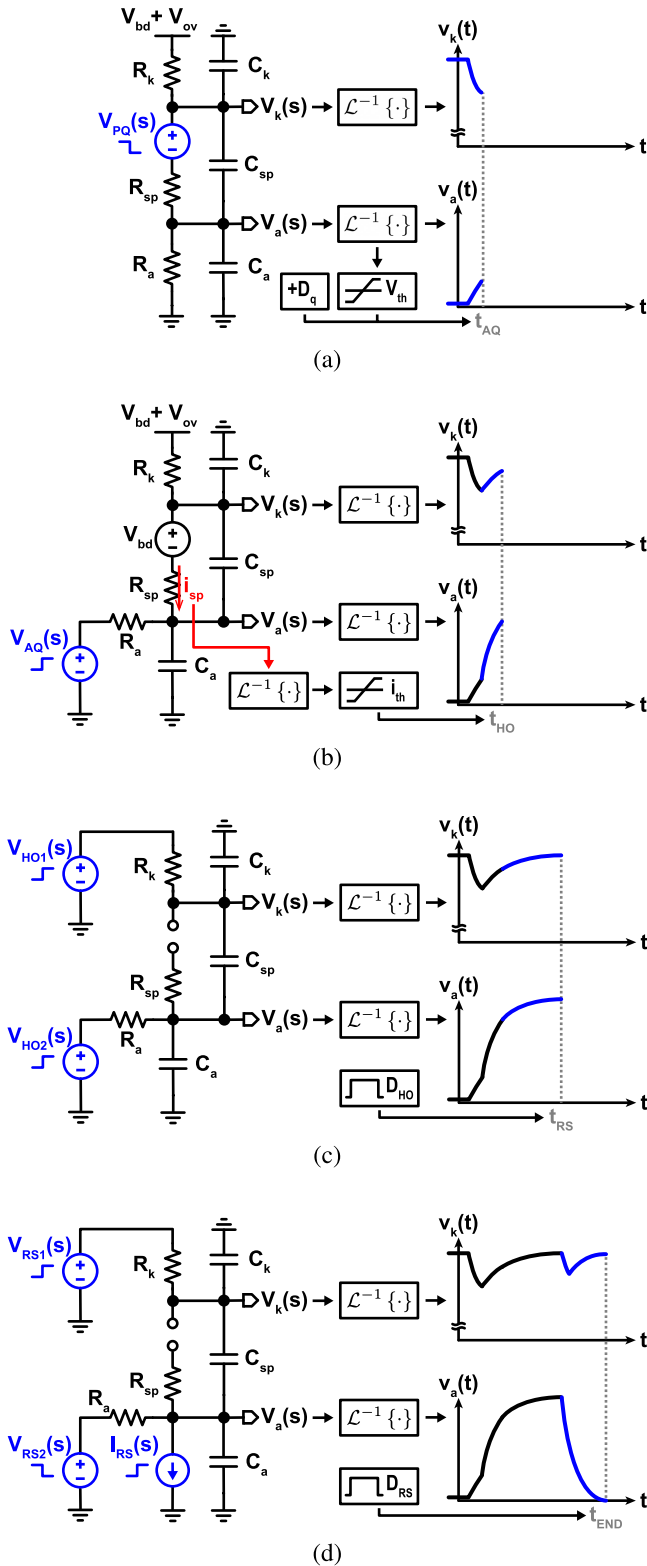 V_bd + V_ov
v_k(t)
R_k
C_k
V_PQ(s)
V_k(s)
ℒ⁻¹ {·}
t
C_sp
v_a(t)
R_sp
V_a(s)
ℒ⁻¹ {·}
R_a
C_a
+D_q
V_th
t
t_AQ
(a)
V_bd + V_ov
v_k(t)
R_k
C_k
V_k(s)
ℒ⁻¹ {·}
V_bd
t
C_sp
R_sp
i_sp
v_a(t)
V_AQ(s)
R_a
V_a(s)
ℒ⁻¹ {·}
C_a
ℒ⁻¹ {·}
i_th
t
t_HO
(b)
v_k(t)
V_HO1(s)
R_k
C_k
V_k(s)
ℒ⁻¹ {·}
t
C_sp
R_sp
v_a(t)
V_HO2(s)
R_a
V_a(s)
ℒ⁻¹ {·}
C_a
D_HO
t
t_RS
(c)
v_k(t)
V_RS1(s)
R_k
C_k
V_k(s)
ℒ⁻¹ {·}
t
C_sp
R_sp
v_a(t)
R_a
V_a(s)
ℒ⁻¹ {·}
V_RS2(s)
I_RS(s)
C_a
D_RS
t
t_END
(d)